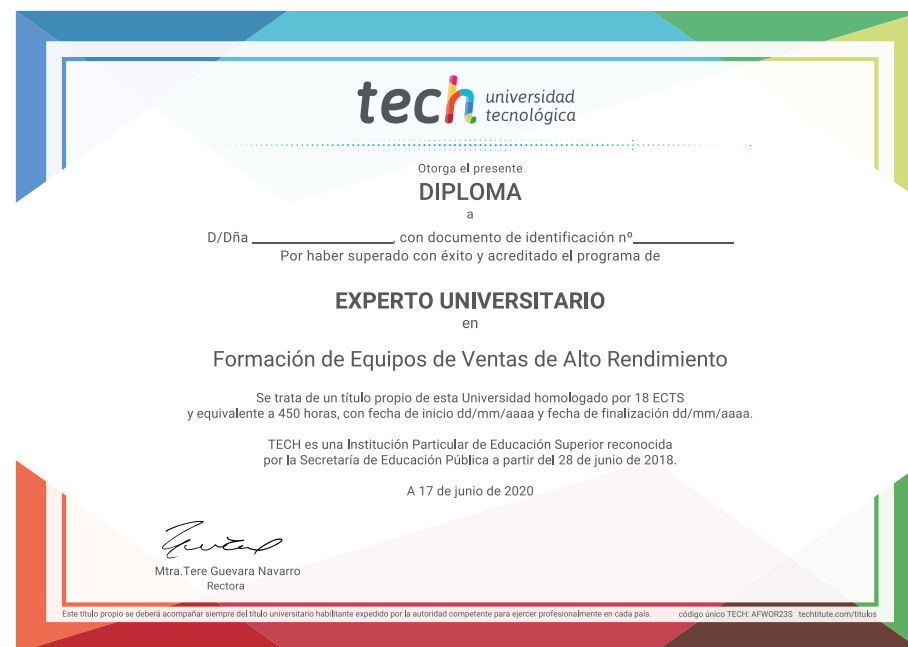 tech universidad
tecnológica
Otorga el presente
DIPLOMA
a
D/Dña ____________, con documento de identificación nº____________
Por haber superado con éxito y acreditado el programa de
EXPERTO UNIVERSITARIO
en
Formación de Equipos de Ventas de Alto Rendimiento
Se trata de un título propio de esta Universidad homologado por 18 ECTS
y equivalente a 450 horas, con fecha de inicio dd/mm/aaaa y fecha de finalización dd/mm/aaaa.
TECH es una Institución Particular de Educación Superior reconocida
por la Secretaría de Educación Pública a partir del 28 de junio de 2018.
A 17 de junio de 2020
Mtra.Tere Guevara Navarro
Rectora
Este título propio se deberá acompañar siempre del título universitario habilitante expedido por la autoridad competente para ejercer profesionalmente en cada país. código único TECH: AFWOR23S techtitute.com/titulos